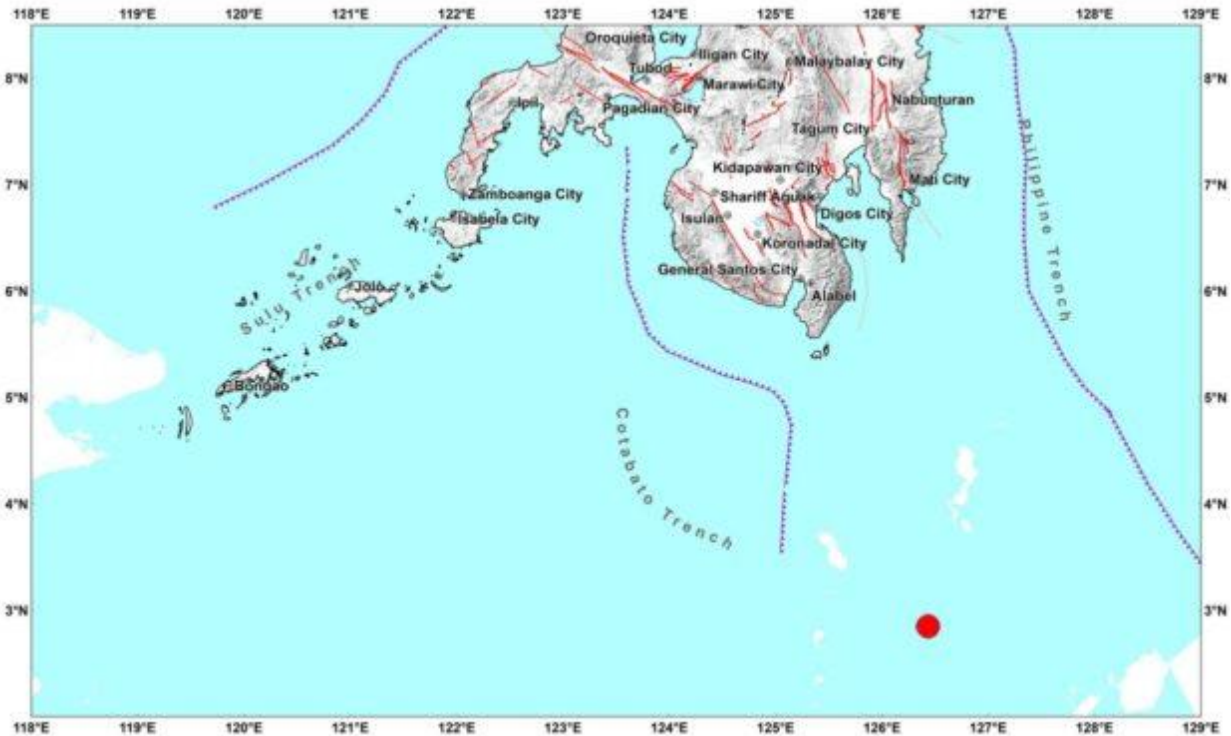 118°E 119°E 120°E 121°E 122°E 123°E 124°E 125°E 126°E 127°E 128°E 129°E
Oroquieta City
Iligan City
Tubod
Malaybalay City
8°N
8°N
Marawi City
Ipil
Pagadian City
Nabunturan
Tagum City
Kidapawan City
7°N
7°N
Mati City
Zamboanga City
Shariff Aguak
Isabela City
Isulan
Digos City
Koronadal City
Philippine Trench
General Santos City
6°N
6°N
Jolo
Alabel
Sulu Trench
Bongao
5°N
5°N
Cotabato Trench
4°N
4°N
3°N
3°N
118°E 119°E 120°E 121°E 122°E 123°E 124°E 125°E 126°E 127°E 128°E 129°E